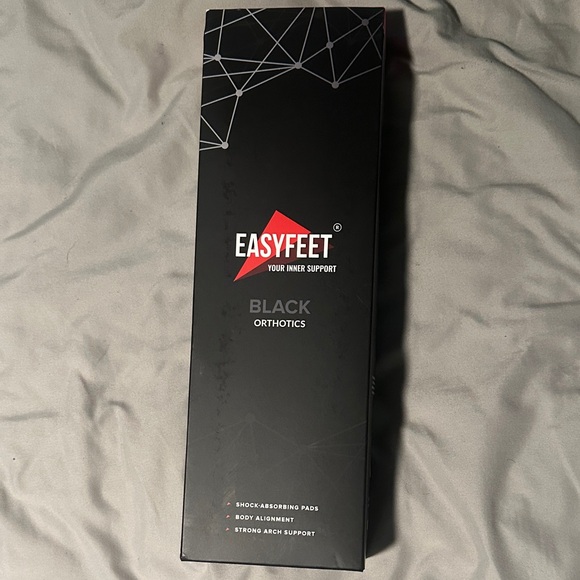 EASYFEET®
YOUR INNER SUPPORT
BLACK
ORTHOTICS
SHOCK-ABSORBING PADS
BODY ALIGNMENT
STRONG ARCH SUPPORT